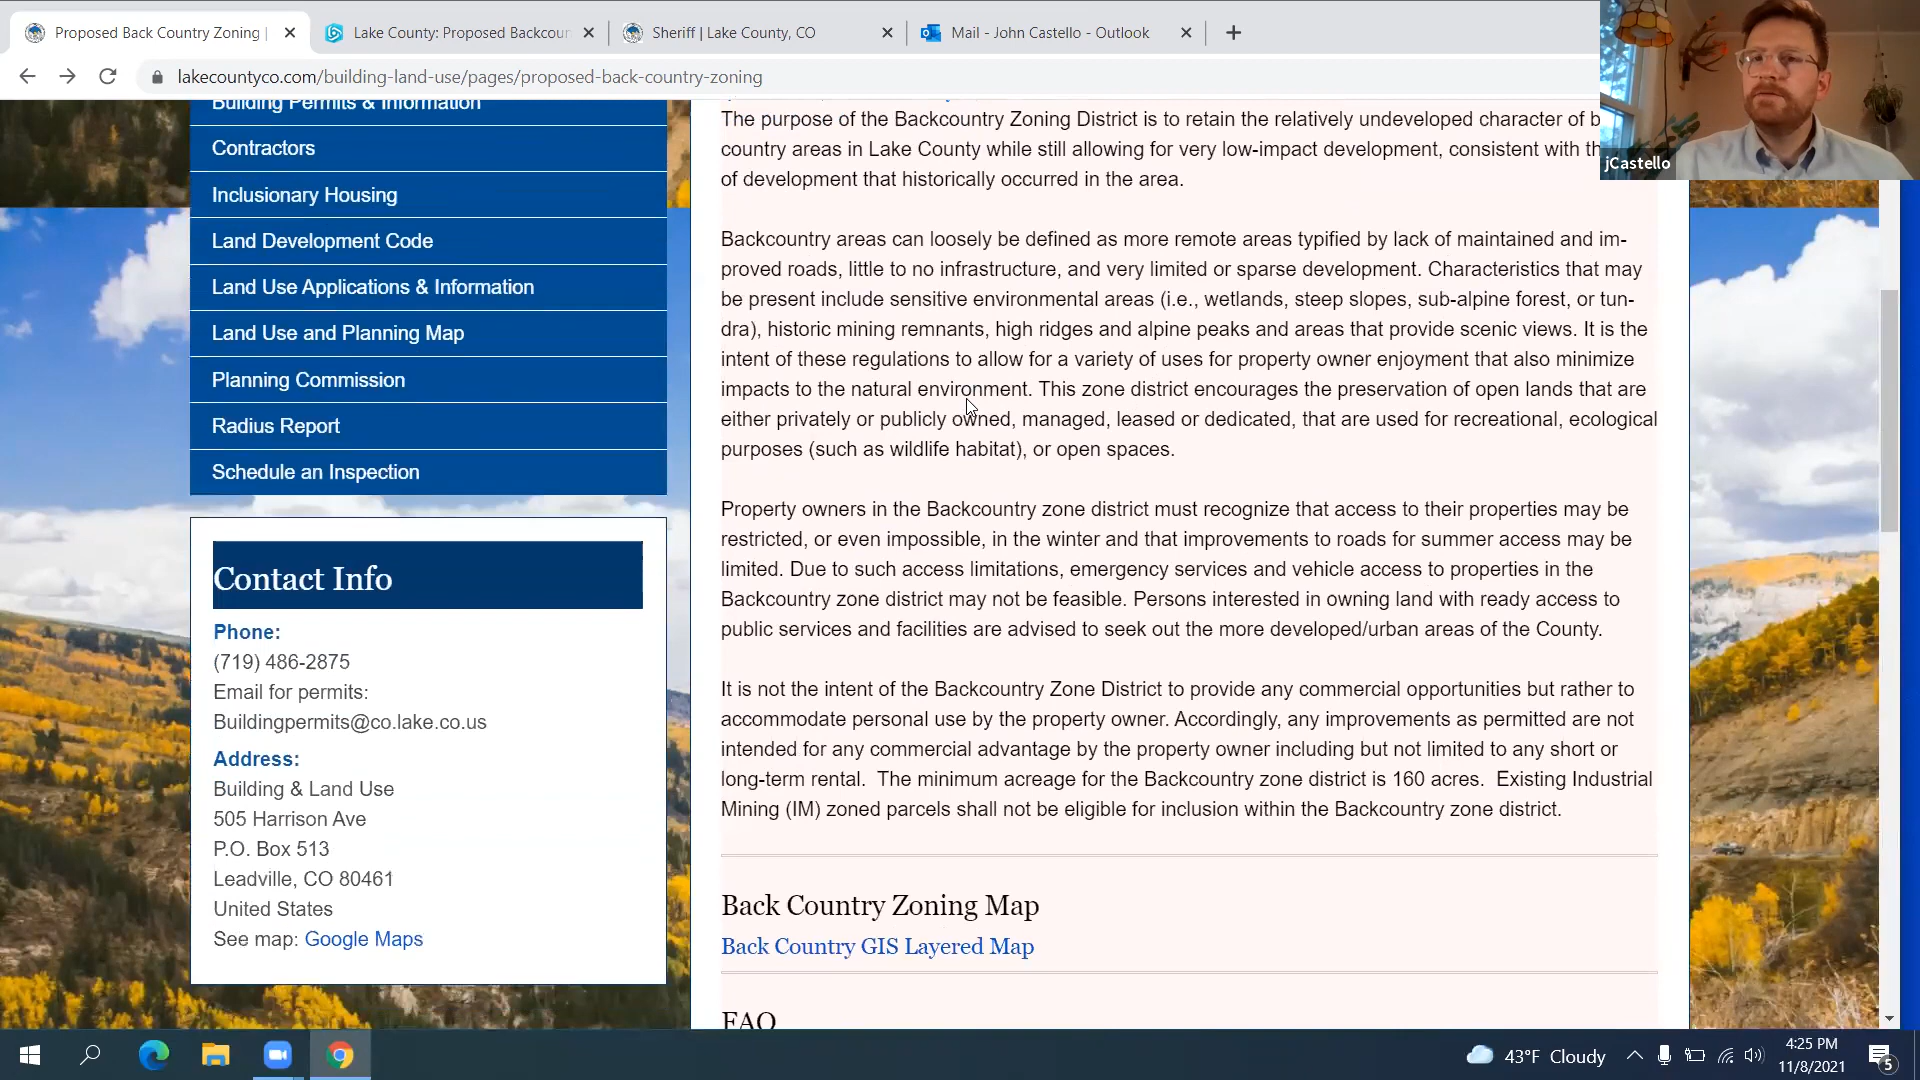 Proposed Back Country Zoning |
Lake County: Proposed Backcour
Sheriff | Lake County, CO
Mail - John Castello - Outlook
lakecountyco.com/building-land-use/pages/proposed-back-country-zoning
jCastello
Building Permits & Information
Contractors
Inclusionary Housing
Land Development Code
Land Use Applications & Information
Land Use and Planning Map
Planning Commission
Radius Report
Schedule an Inspection
Contact Info
Phone:
(719) 486-2875
Email for permits:
Buildingpermits@co.lake.co.us
Address:
Building & Land Use
505 Harrison Ave
P.O. Box 513
Leadville, CO 80461
United States
See map: Google Maps
The purpose of the Backcountry Zoning District is to retain the relatively undeveloped character of b
country areas in Lake County while still allowing for very low-impact development, consistent with th
of development that historically occurred in the area.
Backcountry areas can loosely be defined as more remote areas typified by lack of maintained and im-
proved roads, little to no infrastructure, and very limited or sparse development. Characteristics that may
be present include sensitive environmental areas (i.e., wetlands, steep slopes, sub-alpine forest, or tun-
dra), historic mining remnants, high ridges and alpine peaks and areas that provide scenic views. It is the
intent of these regulations to allow for a variety of uses for property owner enjoyment that also minimize
impacts to the natural environment. This zone district encourages the preservation of open lands that are
either privately or publicly owned, managed, leased or dedicated, that are used for recreational, ecological
purposes (such as wildlife habitat), or open spaces.
Property owners in the Backcountry zone district must recognize that access to their properties may be
restricted, or even impossible, in the winter and that improvements to roads for summer access may be
limited. Due to such access limitations, emergency services and vehicle access to properties in the
Backcountry zone district may not be feasible. Persons interested in owning land with ready access to
public services and facilities are advised to seek out the more developed/urban areas of the County.
It is not the intent of the Backcountry Zone District to provide any commercial opportunities but rather to
accommodate personal use by the property owner. Accordingly, any improvements as permitted are not
intended for any commercial advantage by the property owner including but not limited to any short or
long-term rental. The minimum acreage for the Backcountry zone district is 160 acres. Existing Industrial
Mining (IM) zoned parcels shall not be eligible for inclusion within the Backcountry zone district.
Back Country Zoning Map
Back Country GIS Layered Map
FAQ
43°F Cloudy
4:25 PM
11/8/2021
5